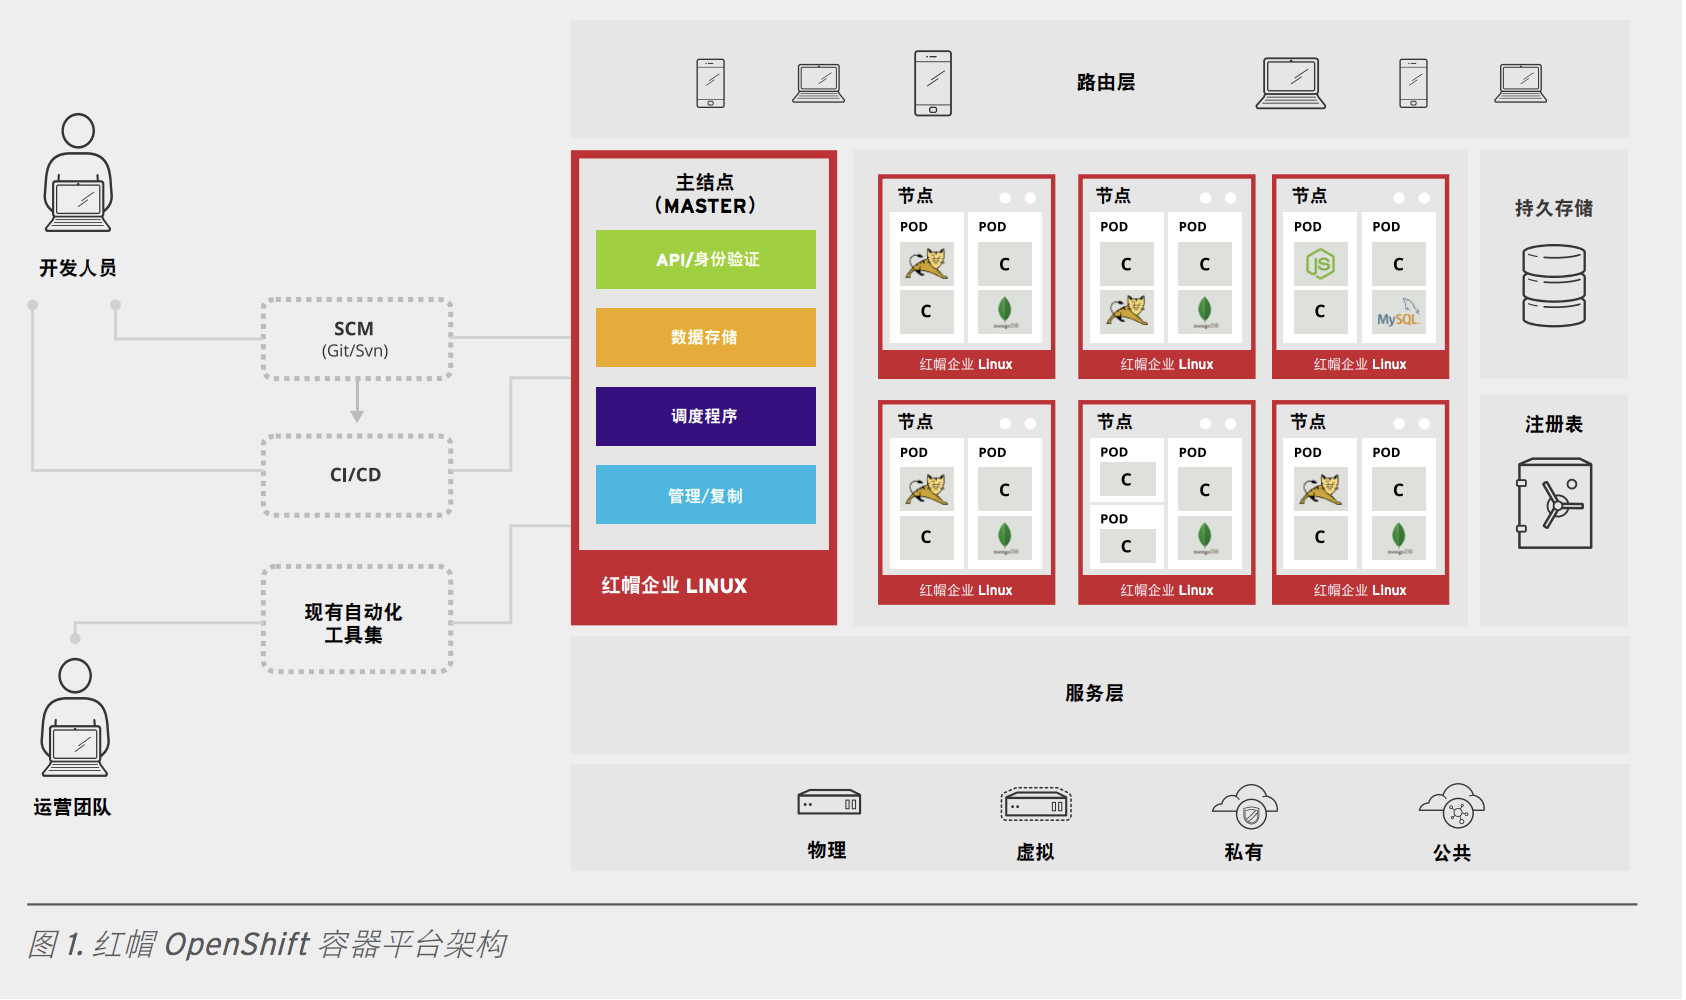 路由层
开发人员
SCM
(Git/Svn)
CI/CD
现有自动化
工具集
运营团队
主结点
（MASTER）
API/身份验证
数据存储
调度程序
管理/复制
红帽企业 LINUX
节点
POD
POD
C
C
mongoDB
红帽企业 Linux
节点
POD
POD
C
C
mongoDB
红帽企业 Linux
节点
POD
POD
JS
C
C
MySQL
红帽企业 Linux
节点
POD
POD
C
C
mongoDB
红帽企业 Linux
节点
POD
POD
C
C
POD
C
mongoDB
红帽企业 Linux
节点
POD
POD
C
C
mongoDB
红帽企业 Linux
持久存储
注册表
服务层
物理
虚拟
私有
公共
图 1. 红帽 OpenShift 容器平台架构